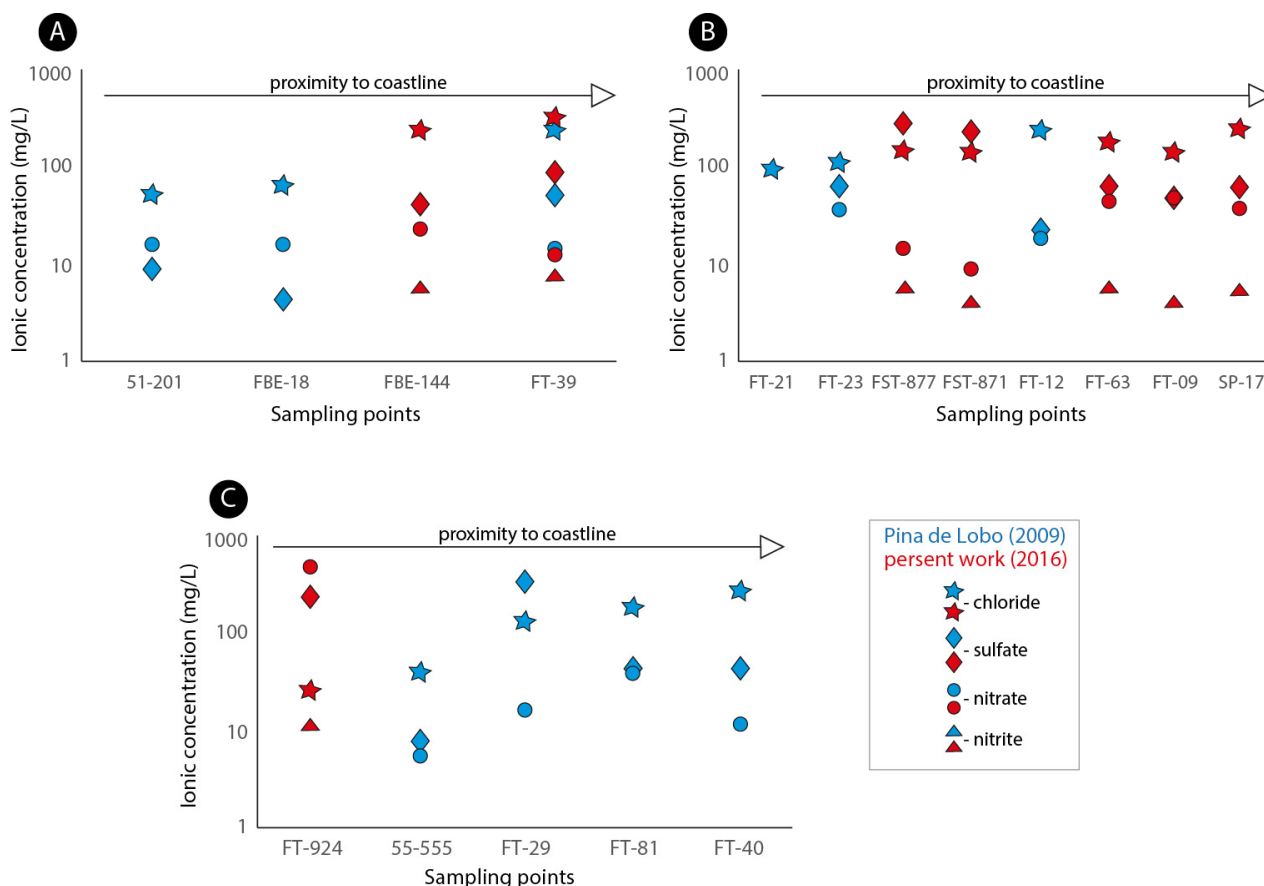 A
proximity to coastline
Ionic concentration (mg/L)
1000
100
10
1
51-201 FBE-18 FBE-144 FT-39
Sampling points
B
proximity to coastline
Ionic concentration (mg/L)
1000
100
10
1
FT-21 FT-23 FST-877 FST-871 FT-12 FT-63 FT-09 SP-17
Sampling points
C
proximity to coastline
Ionic concentration (mg/L)
1000
100
10
1
FT-924 55-555 FT-29 FT-81 FT-40
Sampling points
Pina de Lobo (2009)
persent work (2016)
- chloride
- sulfate
- nitrate
- nitrite